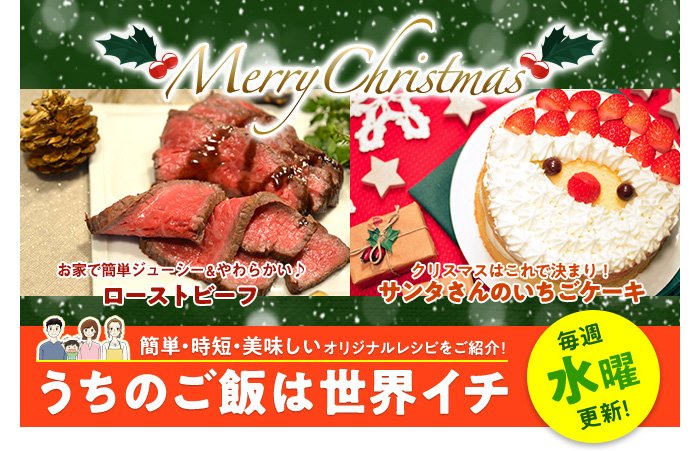 Merry Christmas
お家で簡単ジューシー&やわらかい♪
ローストビーフ
クリスマスはこれで決まり!
サンタさんのいちごケーキ
簡単・時短・美味しいオリジナルレシピをご紹介!
うちのご飯は世界イチ
毎週
水曜
更新!